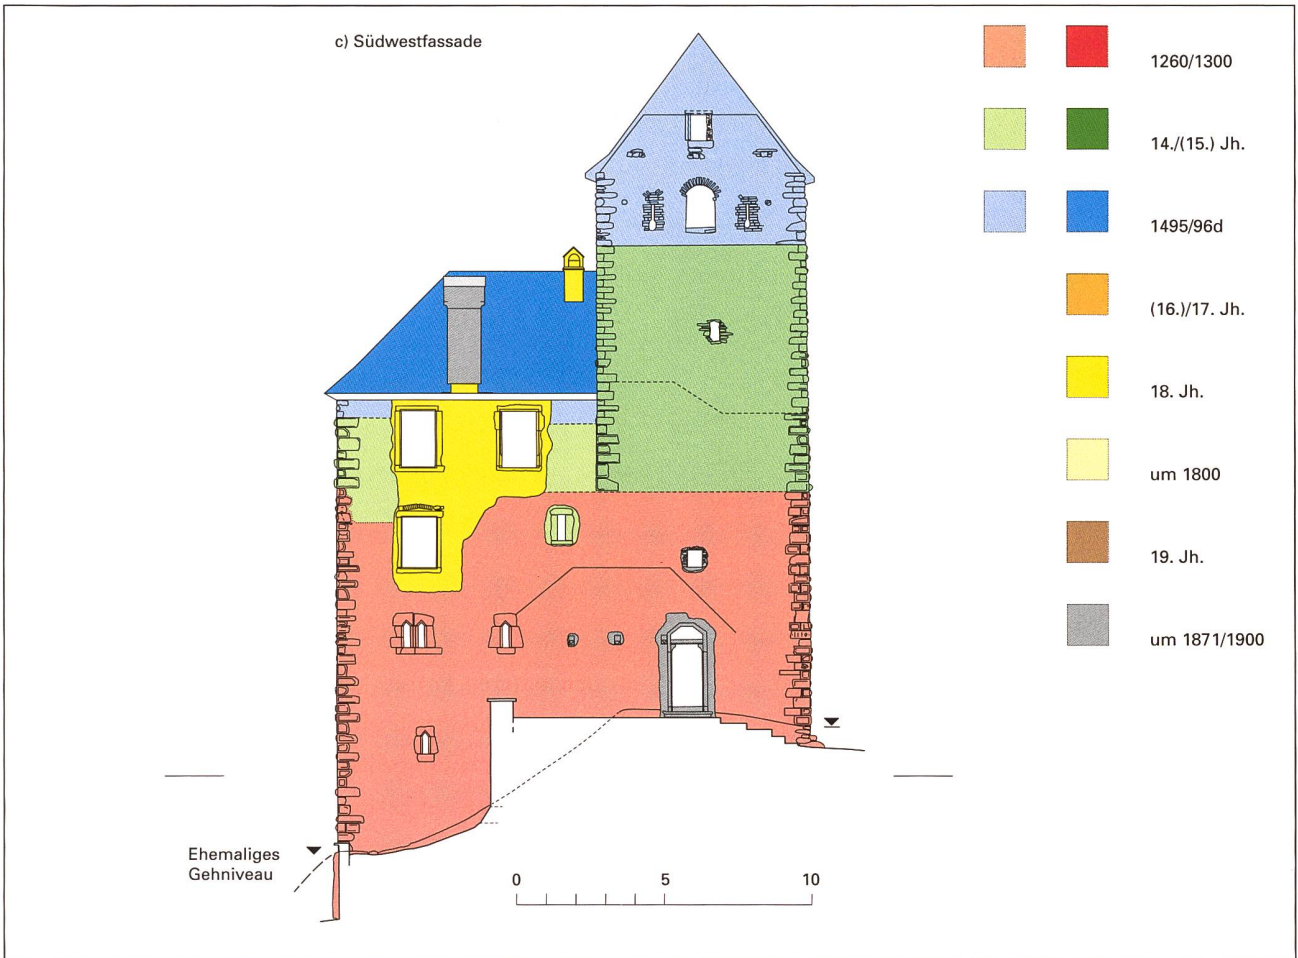 c) Südwestfassade
1260/1300
14./(15.) Jh.
1495/96d
(16.)/17. Jh.
18. Jh.
um 1800
19. Jh.
um 1871/1900
Ehemaliges
Gehniveau
0 5 10